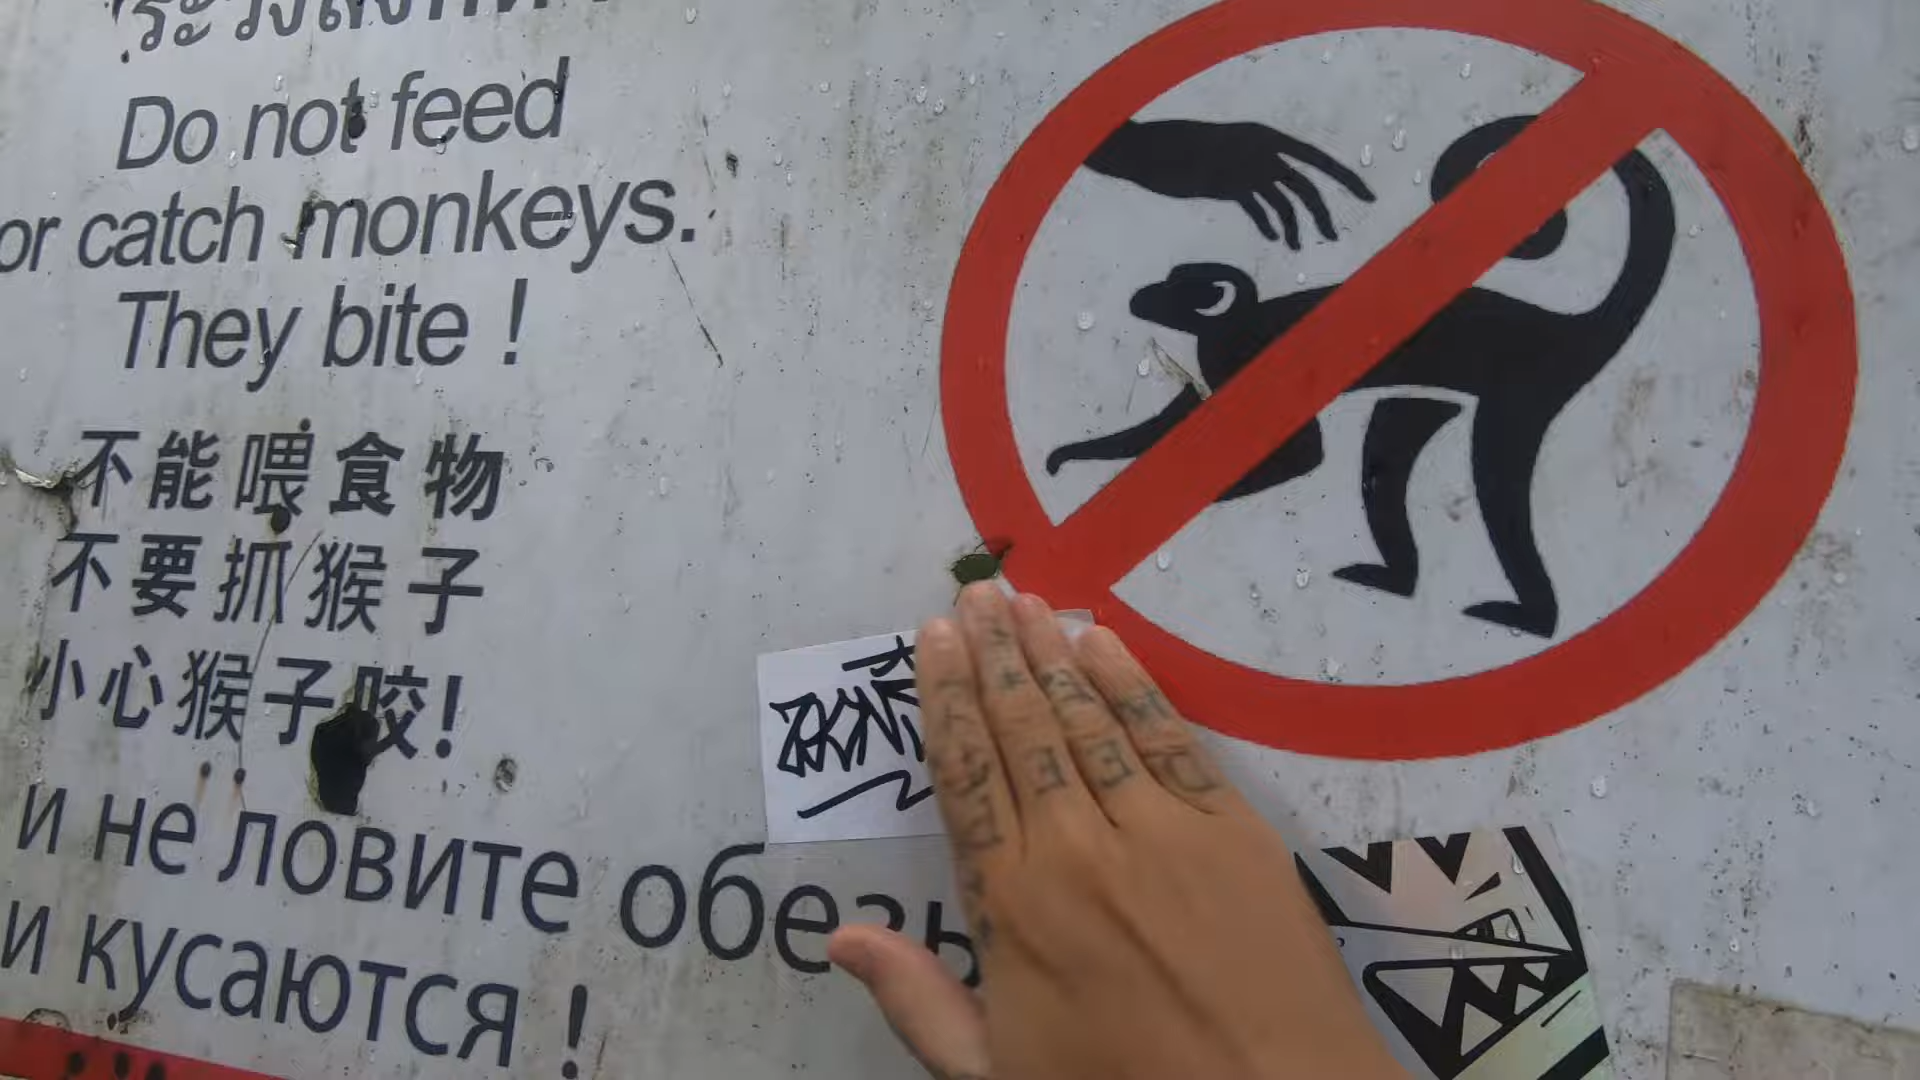 Do not feed
or catch monkeys.
They bite !
不能喂食物
不要抓猴子
小心猴子咬!
и не ловите
и кусаются !